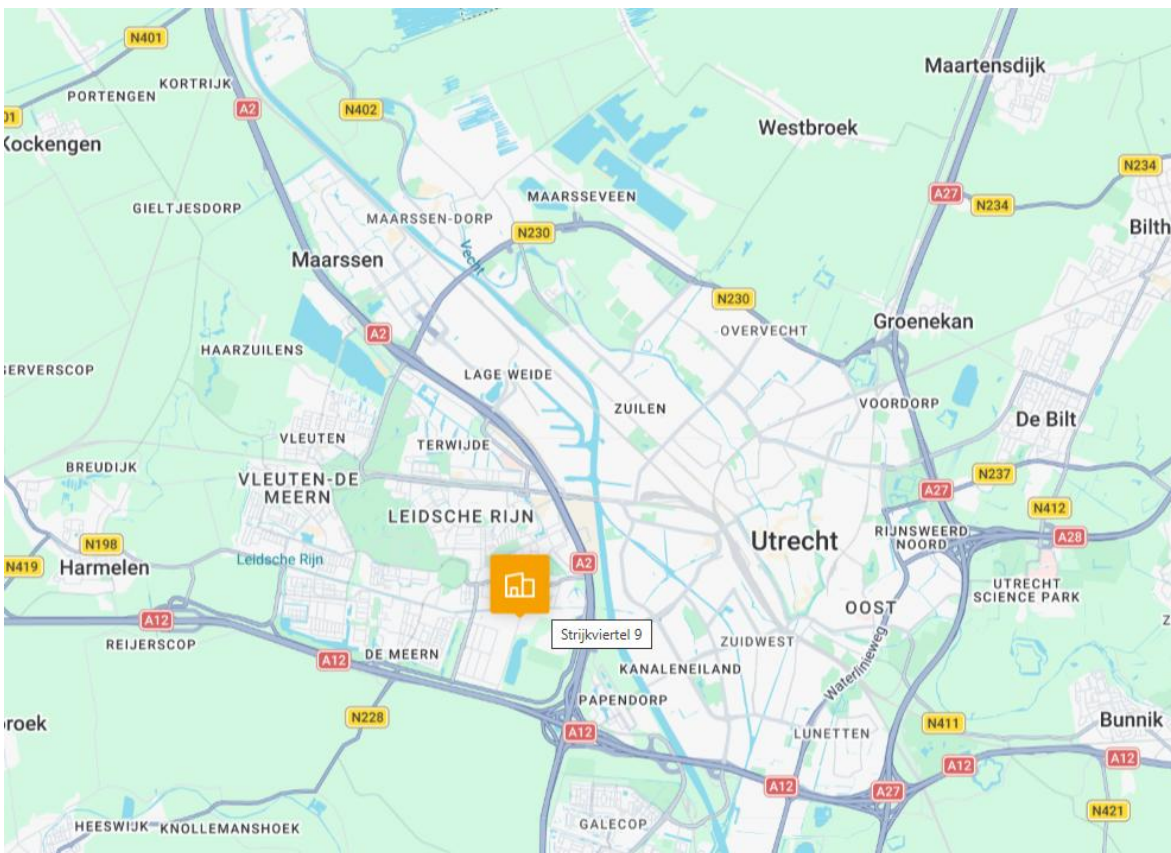 N401
KORTRIJK
PORTENGEN
A2
N402
01
Kockengen
Maartensdijk
Westbroek
N234
MAARSSEVEEN
A27
N234
GIELTJESDORP
MAARSSEN-DORP
N230
Bilth
Vecht
Maarssen
N230
OVERVECHT
Groenekan
A2
HAARZUILENS
SERVERSCOP
LAGE WEIDE
ZUILEN
VOORDORP
De Bilt
VLEUTEN
TERWIJDE
BREUDIJK
VLEUTEN-DE
MEERN
A27
N237
N412
LEIDSCHE RIJN
Utrecht
RIJNSWEERD
NOORD
A28
N198
N419
Harmelen
Leidsche Rijn
A2
UTRECHT
SCIENCE PARK
OOST
A12
REIJERSCOP
Strijkviertel 9
ZUIDWEST
Z
A12
DE MEERN
KANALENEILAND
Waterlinieweg
PAPENDORP
N228
broek
A12
LUNETTEN
N411
Bunnik
A12
A12
A12
A27
N421
HEESWIJK
KNOLLEMANSHOEK
GALECOP